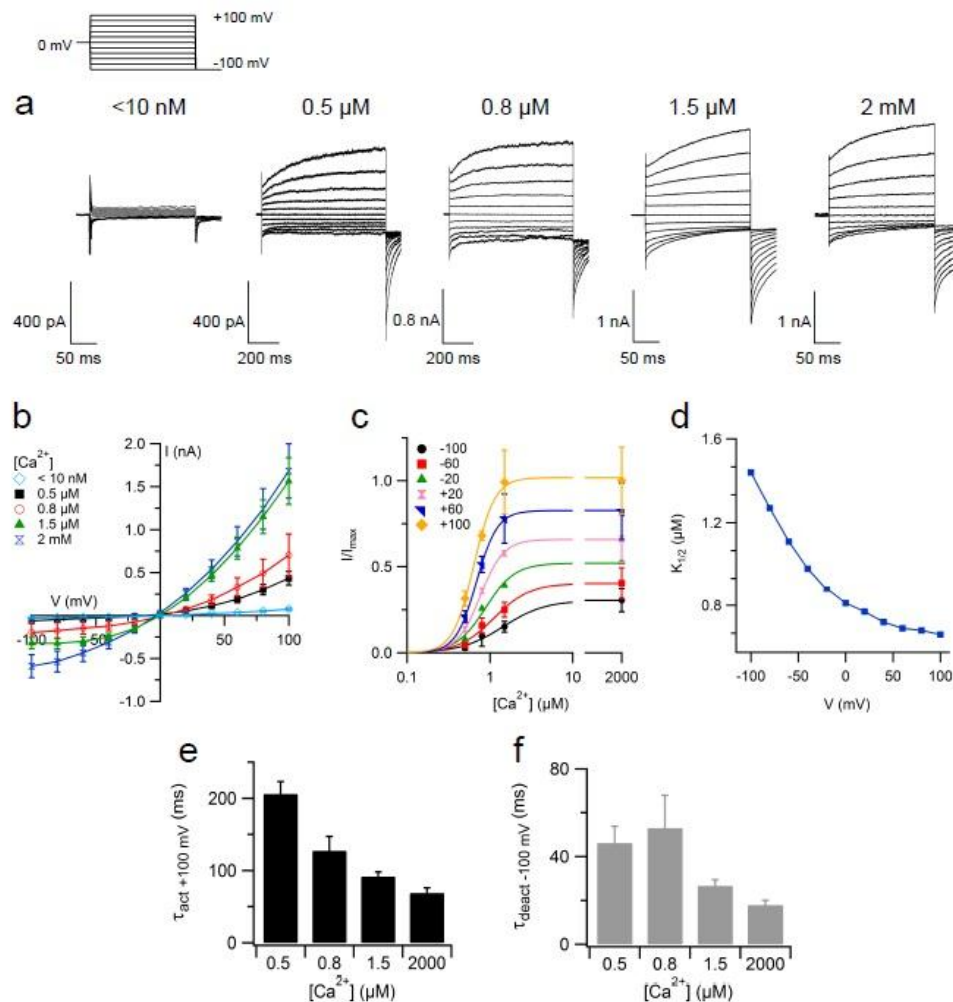 +100 mV
0 mV
-100 mV
a
<10 nM
0.5 µM
0.8 µM
1.5 µM
2 mM
400 pA
50 ms
400 pA
200 ms
0.8 nA
200 ms
1 nA
50 ms
1 nA
50 ms
b
[Ca2+]
< 10 nM
0.5 µM
0.8 µM
1.5 µM
2 mM
I (nA)
2.0
1.5
1.0
0.5
-0.5
-1.0
V (mV)
-100
50
100
c
-100
-60
-20
+20
+60
+100
I/Imax
1.0
0.5
0.0
0.1
1
10
2000
[Ca2+] (µM)
d
K1/2 (µM)
1.6
1.2
0.8
-100
-50
0
50
100
V (mV)
e
τact +100 mV (ms)
200
100
0
0.5
0.8
1.5
2000
[Ca2+] (µM)
f
τdeact -100 mV (ms)
80
60
40
20
0
0.5
0.8
1.5
2000
[Ca2+] (µM)